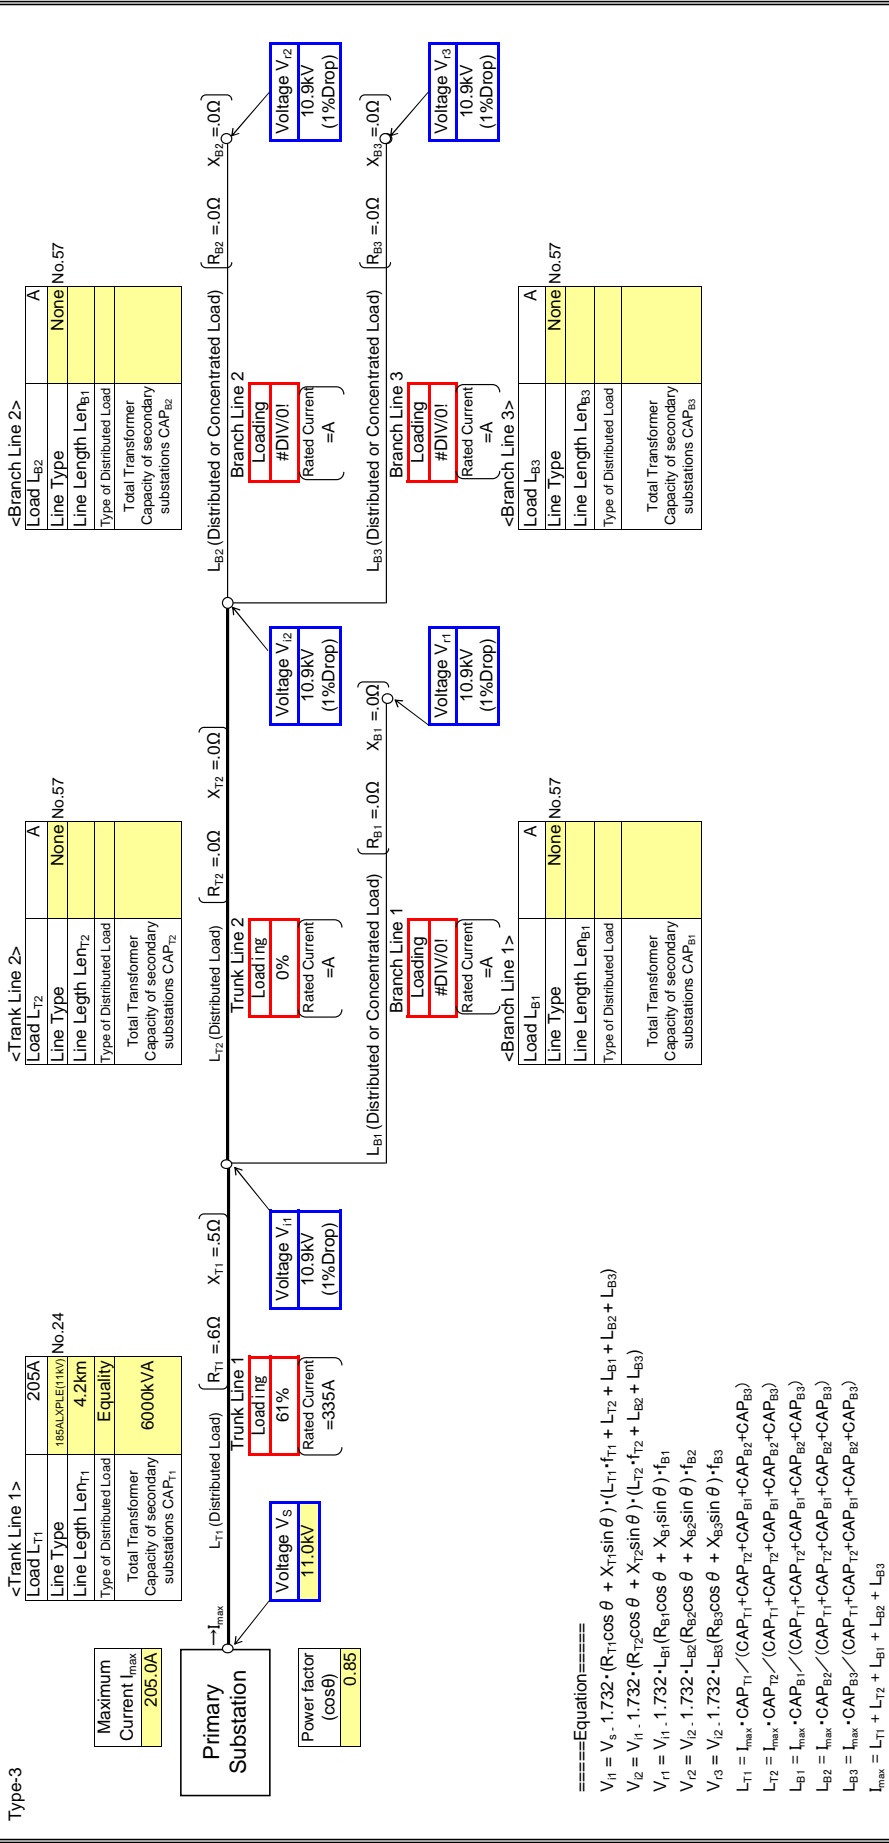 Type-3
<Trank Line 1>
Load L_T1 205A
Line Type 185ALXPLE(11kV) No.24
Line Legth Len_T1 4.2km
Type of Distributed Load Equality
Total Transformer
Capacity of secondary
substations CAP_T1
6000kVA
<Trank Line 2>
Load L_T2 A
Line Type None No.57
Line Legth Len_T2
Type of Distributed Load
Total Transformer
Capacity of secondary
substations CAP_T2
<Branch Line 2>
Load L_B2 A
Line Type None No.57
Line Length Len_B1
Type of Distributed Load
Total Transformer
Capacity of secondary
substations CAP_B2
Maximum
Current I_max
205.0A
Primary
Substation
→I_max
Power factor
(cosθ)
0.85
Voltage V_S
11.0kV
L_T1 (Distributed Load)
R_T1 =.6Ω X_T1 =.5Ω
Trunk Line 1
Loading
61%
Rated Current
=335A
Voltage V_i1
10.9kV
(1%Drop)
L_T2 (Distributed Load)
R_T2 =.0Ω X_T2 =.0Ω
Trunk Line 2
Loading
0%
Rated Current
=A
Voltage V_i2
10.9kV
(1%Drop)
L_B2 (Distributed or Concentrated Load)
R_B2 =.0Ω X_B2 =.0Ω
Branch Line 2
Loading
#DIV/0!
Rated Current
=A
Voltage V_r2
10.9kV
(1%Drop)
L_B1 (Distributed or Concentrated Load)
R_B1 =.0Ω X_B1 =.0Ω
Branch Line 1
Loading
#DIV/0!
Rated Current
=A
Voltage V_r1
10.9kV
(1%Drop)
L_B3 (Distributed or Concentrated Load)
R_B3 =.0Ω X_B3 =.0Ω
Branch Line 3
Loading
#DIV/0!
Rated Current
=A
Voltage V_r3
10.9kV
(1%Drop)
<Branch Line 1>
Load L_B1 A
Line Type None No.57
Line Length Len_B1
Type of Distributed Load
Total Transformer
Capacity of secondary
substations CAP_B1
<Branch Line 3>
Load L_B3 A
Line Type None No.57
Line Length Len_B3
Type of Distributed Load
Total Transformer
Capacity of secondary
substations CAP_B3
=====Equation=====
V_i1 = V_s - 1.732・(R_T1cosθ + X_T1sinθ)・(L_T1・f_T1 + L_T2 + L_B1 + L_B2 + L_B3)
V_i2 = V_i1 - 1.732・(R_T2cosθ + X_T2sinθ)・(L_T2・f_T2 + L_B2 + L_B3)
V_r1 = V_i1 - 1.732・L_B1(R_B1cosθ + X_B1sinθ)・f_B1
V_r2 = V_i2 - 1.732・L_B2(R_B2cosθ + X_B2sinθ)・f_B2
V_r3 = V_i2 - 1.732・L_B3(R_B3cosθ + X_B3sinθ)・f_B3
L_T1 = I_max・CAP_T1／(CAP_T1+CAP_T2+CAP_B1+CAP_B2+CAP_B3)
L_T2 = I_max・CAP_T2／(CAP_T1+CAP_T2+CAP_B1+CAP_B2+CAP_B3)
L_B1 = I_max・CAP_B1／(CAP_T1+CAP_T2+CAP_B1+CAP_B2+CAP_B3)
L_B2 = I_max・CAP_B2／(CAP_T1+CAP_T2+CAP_B1+CAP_B2+CAP_B3)
L_B3 = I_max・CAP_B3／(CAP_T1+CAP_T2+CAP_B1+CAP_B2+CAP_B3)
I_max = L_T1 + L_T2 + L_B1 + L_B2 + L_B3